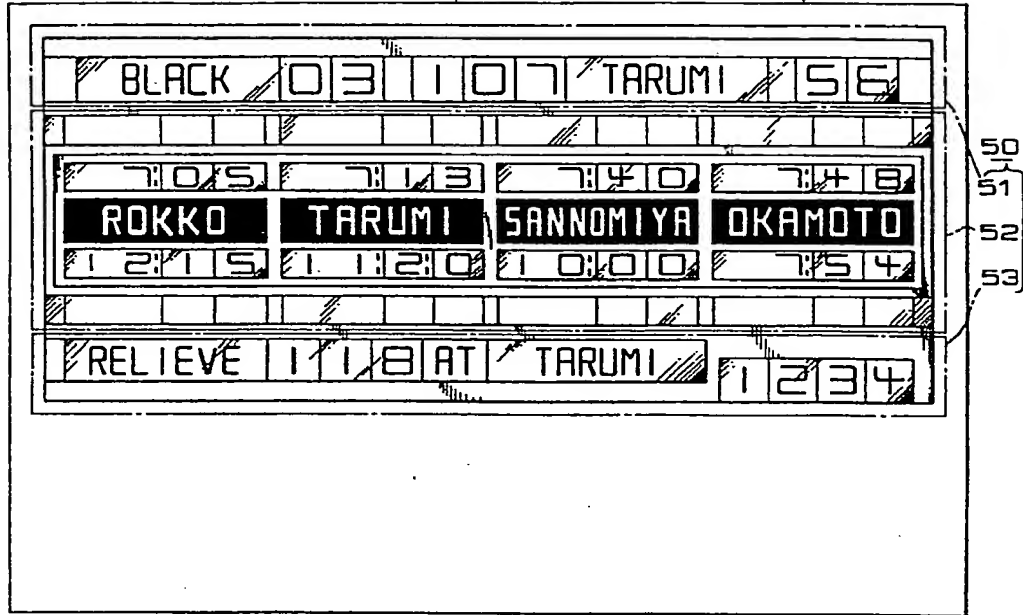 BLACK 03 107 TARUMI 56
7:05 7:13 7:40 7:48
ROKKO TARUMI SANNOMIYA OKAMOTO
12:15 11:20 10:00 7:54
RELIEVE 118 AT TARUMI 1234
50
51
52
53